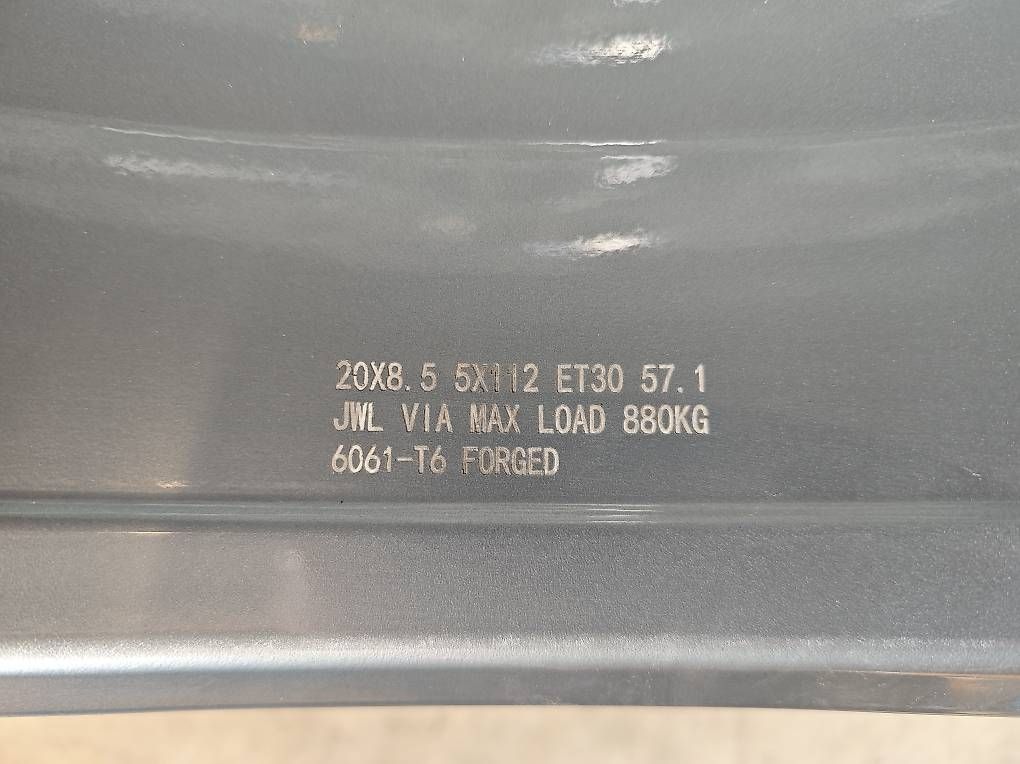 20X8.5 5X112 ET30 57.1
JWL VIA MAX LOAD 880KG
6061-T6 FORGED